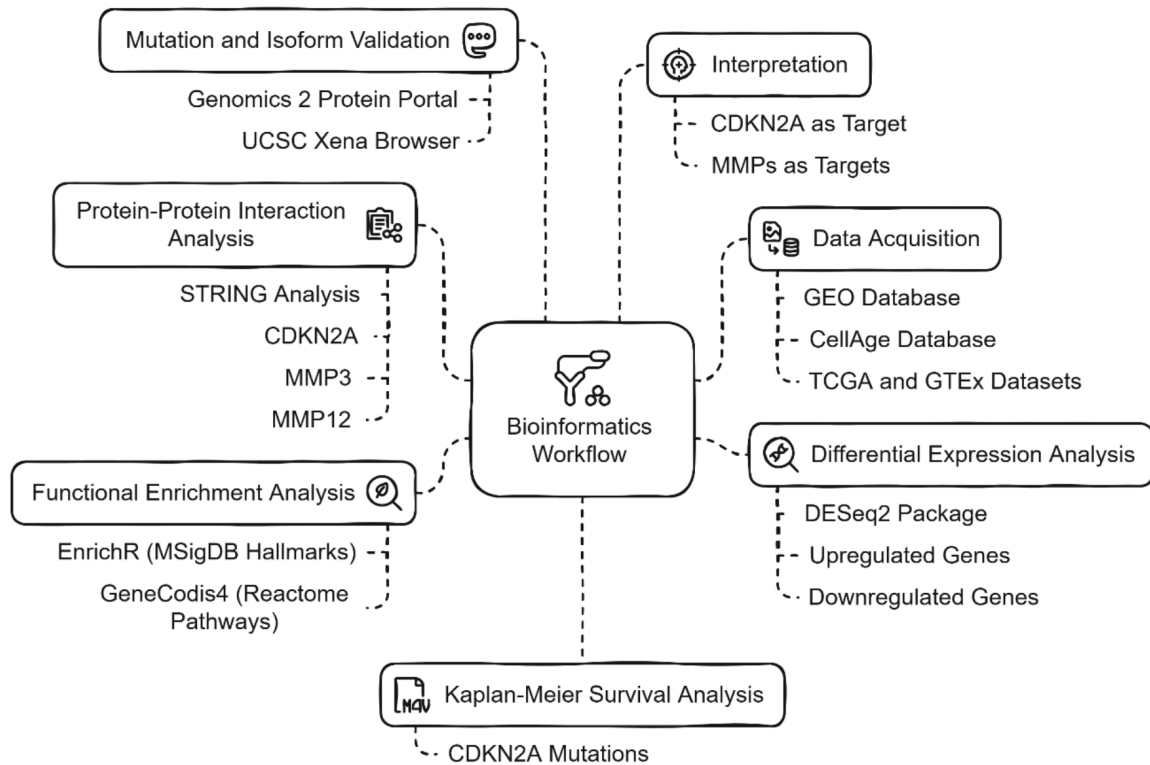 Mutation and Isoform Validation
Genomics 2 Protein Portal
UCSC Xena Browser
Protein-Protein Interaction
Analysis
STRING Analysis
CDKN2A
MMP3
MMP12
Functional Enrichment Analysis
EnrichR (MSigDB Hallmarks)
GeneCodis4 (Reactome
Pathways)
Bioinformatics
Workflow
Interpretation
CDKN2A as Target
MMPs as Targets
Data Acquisition
GEO Database
CellAge Database
TCGA and GTEx Datasets
Differential Expression Analysis
DESeq2 Package
Upregulated Genes
Downregulated Genes
Kaplan-Meier Survival Analysis
CDKN2A Mutations